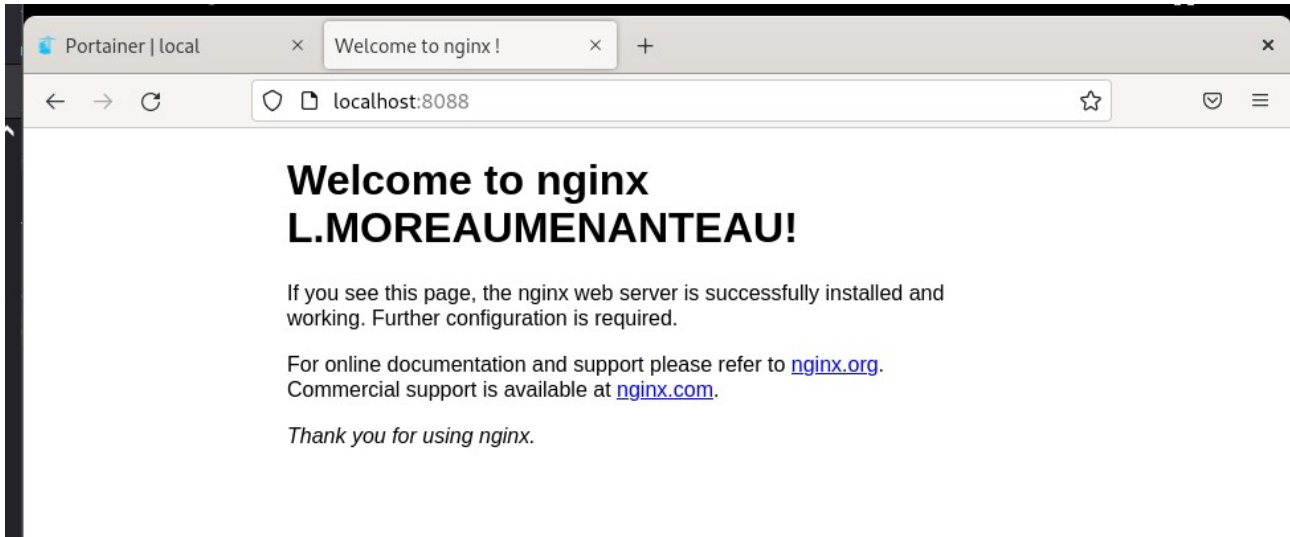 Portainer | local
Welcome to nginx !
localhost:8088
Welcome to nginx
L.MOREAUMENANTEAU!
If you see this page, the nginx web server is successfully installed and
working. Further configuration is required.
For online documentation and support please refer to nginx.org.
Commercial support is available at nginx.com.
Thank you for using nginx.